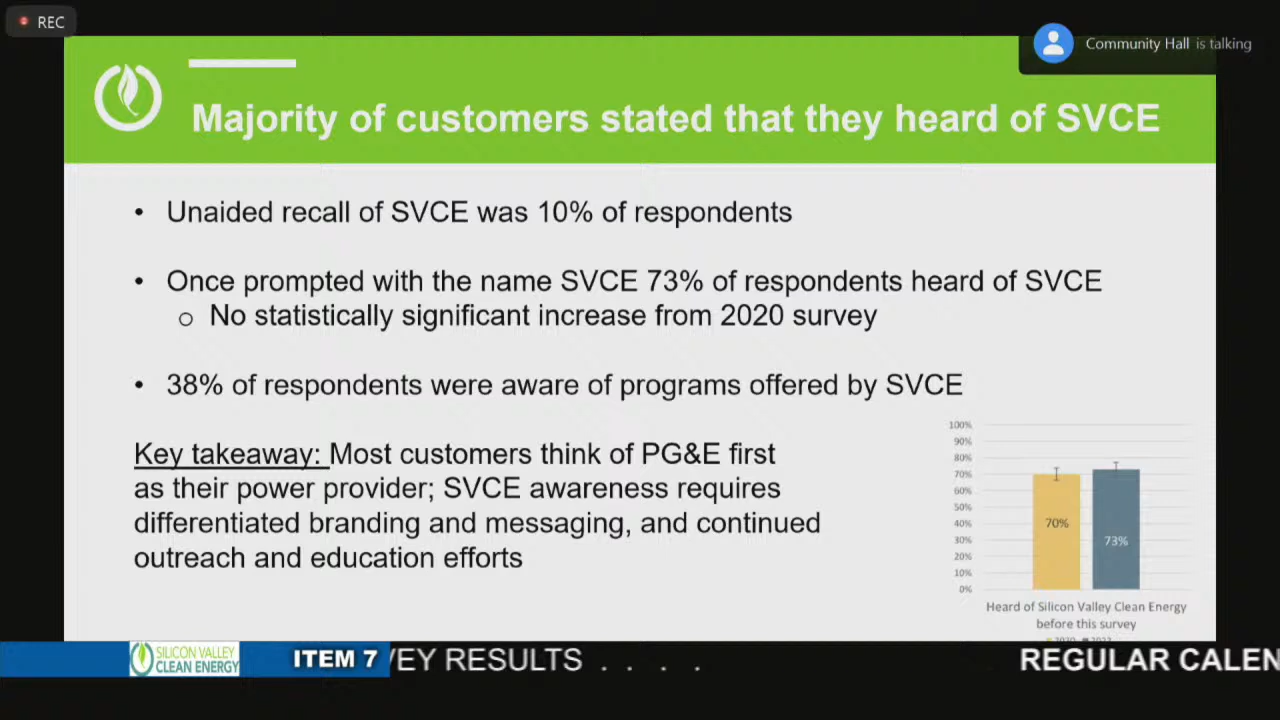 REC
Community Hall is talking
Majority of customers stated that they heard of SVCE
• Unaided recall of SVCE was 10% of respondents
• Once prompted with the name SVCE 73% of respondents heard of SVCE
o No statistically significant increase from 2020 survey
• 38% of respondents were aware of programs offered by SVCE
Key takeaway: Most customers think of PG&E first
as their power provider; SVCE awareness requires
differentiated branding and messaging, and continued
outreach and education efforts
100%
90%
80%
70%
60%
50%
40%
30%
20%
10%
0%
70%
73%
Heard of Silicon Valley Clean Energy
before this survey
SILICON VALLEY
CLEAN ENERGY
ITEM 7
VEY RESULTS . . . .
REGULAR CALEN